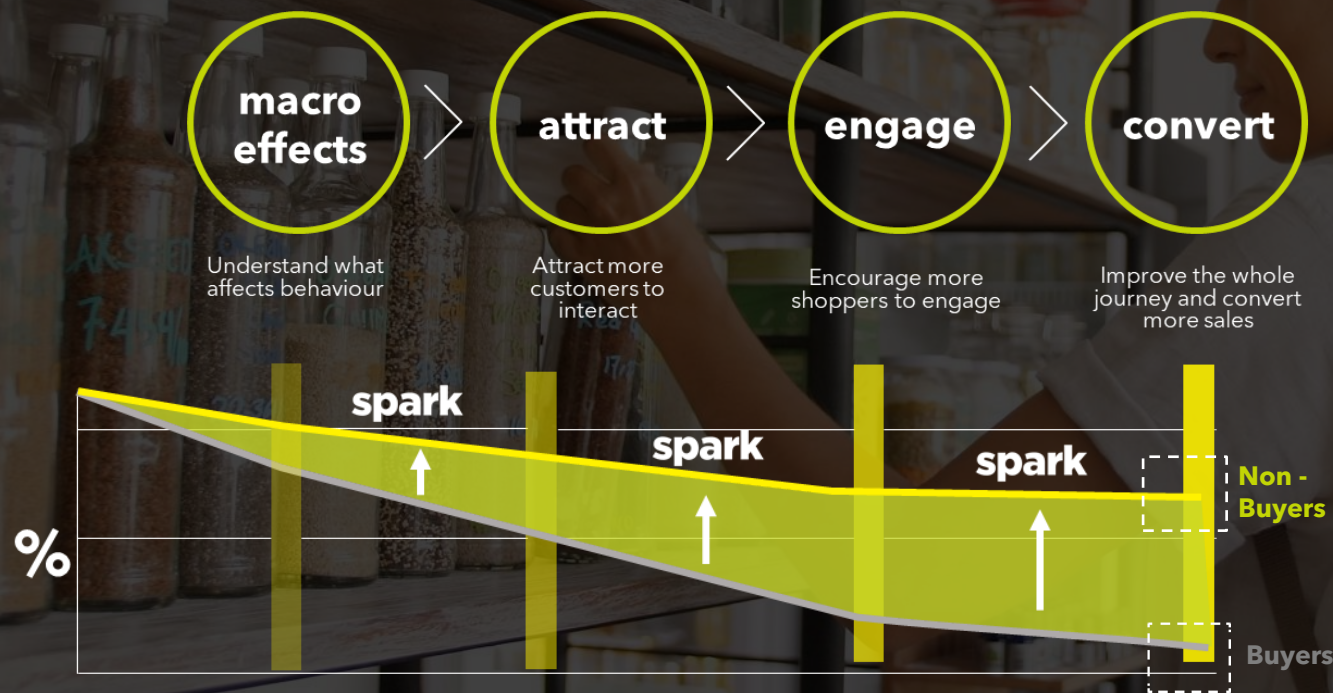 macro
effects
attract
engage
convert
Understand what
affects behaviour
Attract more
customers to
interact
Encourage more
shoppers to engage
Improve the whole
journey and convert
more sales
spark
spark
spark
%
Non -
Buyers
Buyers